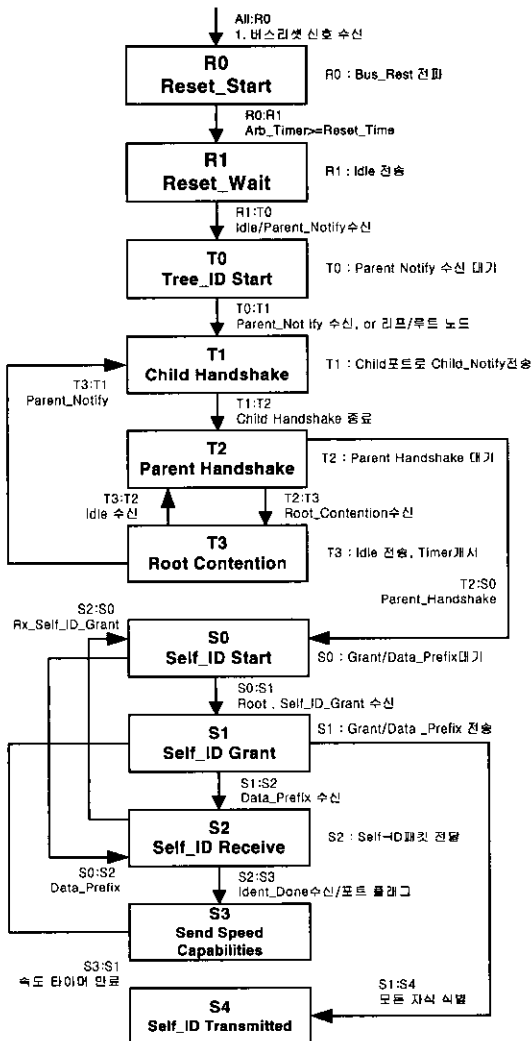 All:R0
1. 버스리셋 신호 수신
R0
Reset_Start
R0 : Bus_Rest 전파
R0:R1
Arb_Timer>=Reset_Time
R1
Reset_Wait
R1 : Idle 전송
R1:T0
Idle/Parent_Notify수신
T0
Tree_ID Start
T0 : Parent Notify 수신 대기
T0:T1
Parent_Not ify 수신, or 리프/루트 노드
T1
Child Handshake
T1 : Child포트로 Child_Notify전송
T3:T1
Parent_Notify
T1:T2
Child Handshake 종료
T2
Parent Handshake
T2 : Parent Handshake 대기
T3:T2
Idle 수신
T2:T3
Root_Contention수신
T3
Root Contention
T3 : Idle 전송, Timer개시
T2:S0
Parent_Handshake
S2:S0
Rx_Self_ID_Grant
S0
Self_ID Start
S0 : Grant/Data_Prefix대기
S0:S1
Root , Self_ID_Grant 수신
S1
Self_ID Grant
S1 : Grant/Data _Prefix 전송
S1:S2
Data_Prefix 수신
S2
Self_ID Receive
S2 : Self-ID패킷 전달
S0:S2
Data_Prefix
S2:S3
Ident_Done수신/포트 플래그
S3
Send Speed
Capabilities
S3:S1
속도 타이머 만료
S1:S4
모든 자식 식별
S4
Self_ID Transmitted